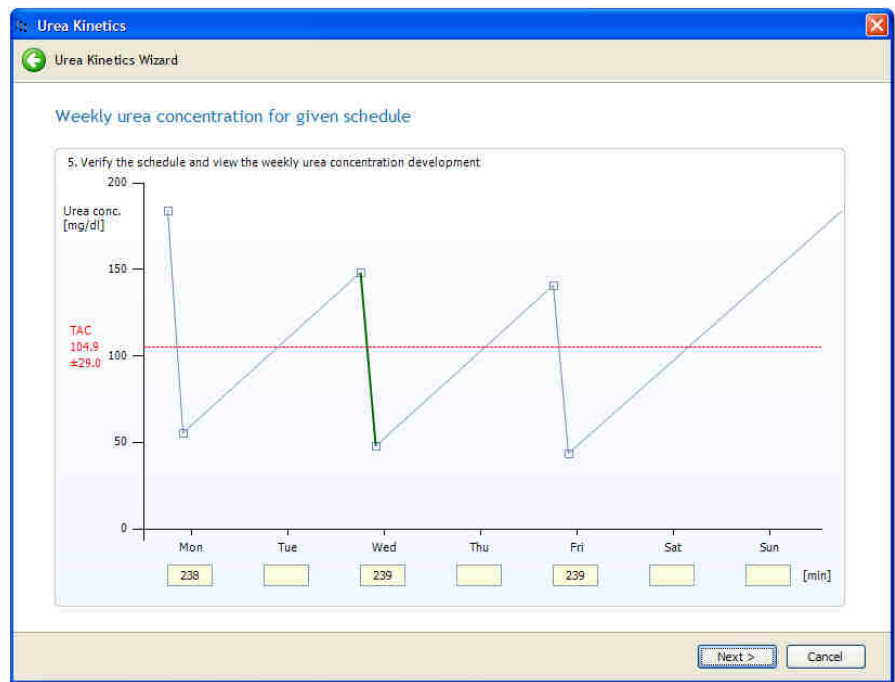 Urea Kinetics
Urea Kinetics Wizard
Weekly urea concentration for given schedule
5. Verify the schedule and view the weekly urea concentration development
200
Urea conc.
[mg/dl]
150
TAC
104.9
±29.0
100
50
0
Mon Tue Wed Thu Fri Sat Sun
238 239 239 [min]
Next > Cancel